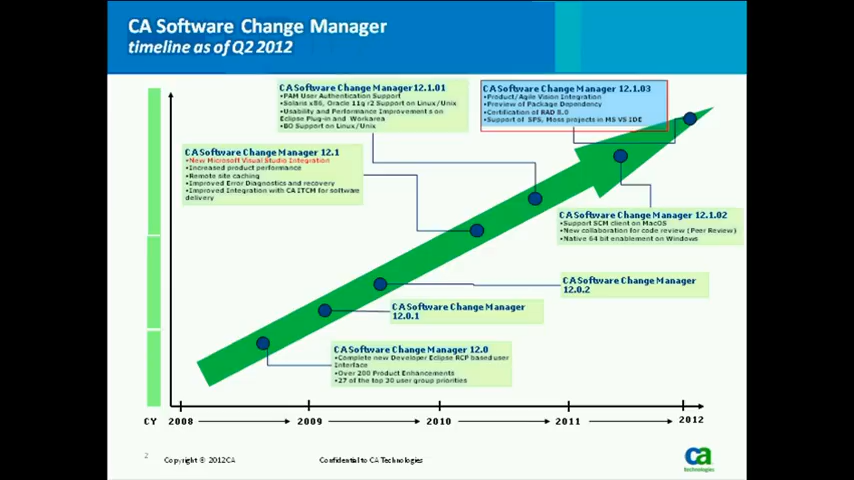 CA Software Change Manager
timeline as of Q2 2012
CA Software Change Manager 12.1.01
•PAM User Authentication Support
•Solaris x86, Oracle 11g r2 Support on Linux/Unix
•Usability and Performance Improvements on
Eclipse Plug-in and Workarea
•BO Support on Linux/Unix
CA Software Change Manager 12.1.03
•Product/Agile Vision Integration
•Preview of Package Dependency
•Certification of RAD 8.0
•Support of SPS, Moss projects in MS VS IDE
CA Software Change Manager 12.1
•New Microsoft Visual Studio Integration
•Increased product performance
•Remote site caching
•Improved Error Diagnostics and recovery
•Improved Integration with CA ITCM for software
delivery
CA Software Change Manager 12.1.02
•Support SCM client on MacOS
•New collaboration for code review (Peer Review)
•Native 64 bit enablement on Windows
CA Software Change Manager
12.0.2
CA Software Change Manager
12.0.1
CA Software Change Manager 12.0
•Complete new Developer Eclipse RCP based user
Interface
•Over 200 Product Enhancements
•27 of the top 30 user group priorities
CY 2008 2009 2010 2011 2012
2 Copyright © 2012 CA Confidential to CA Technologies
ca
technologies